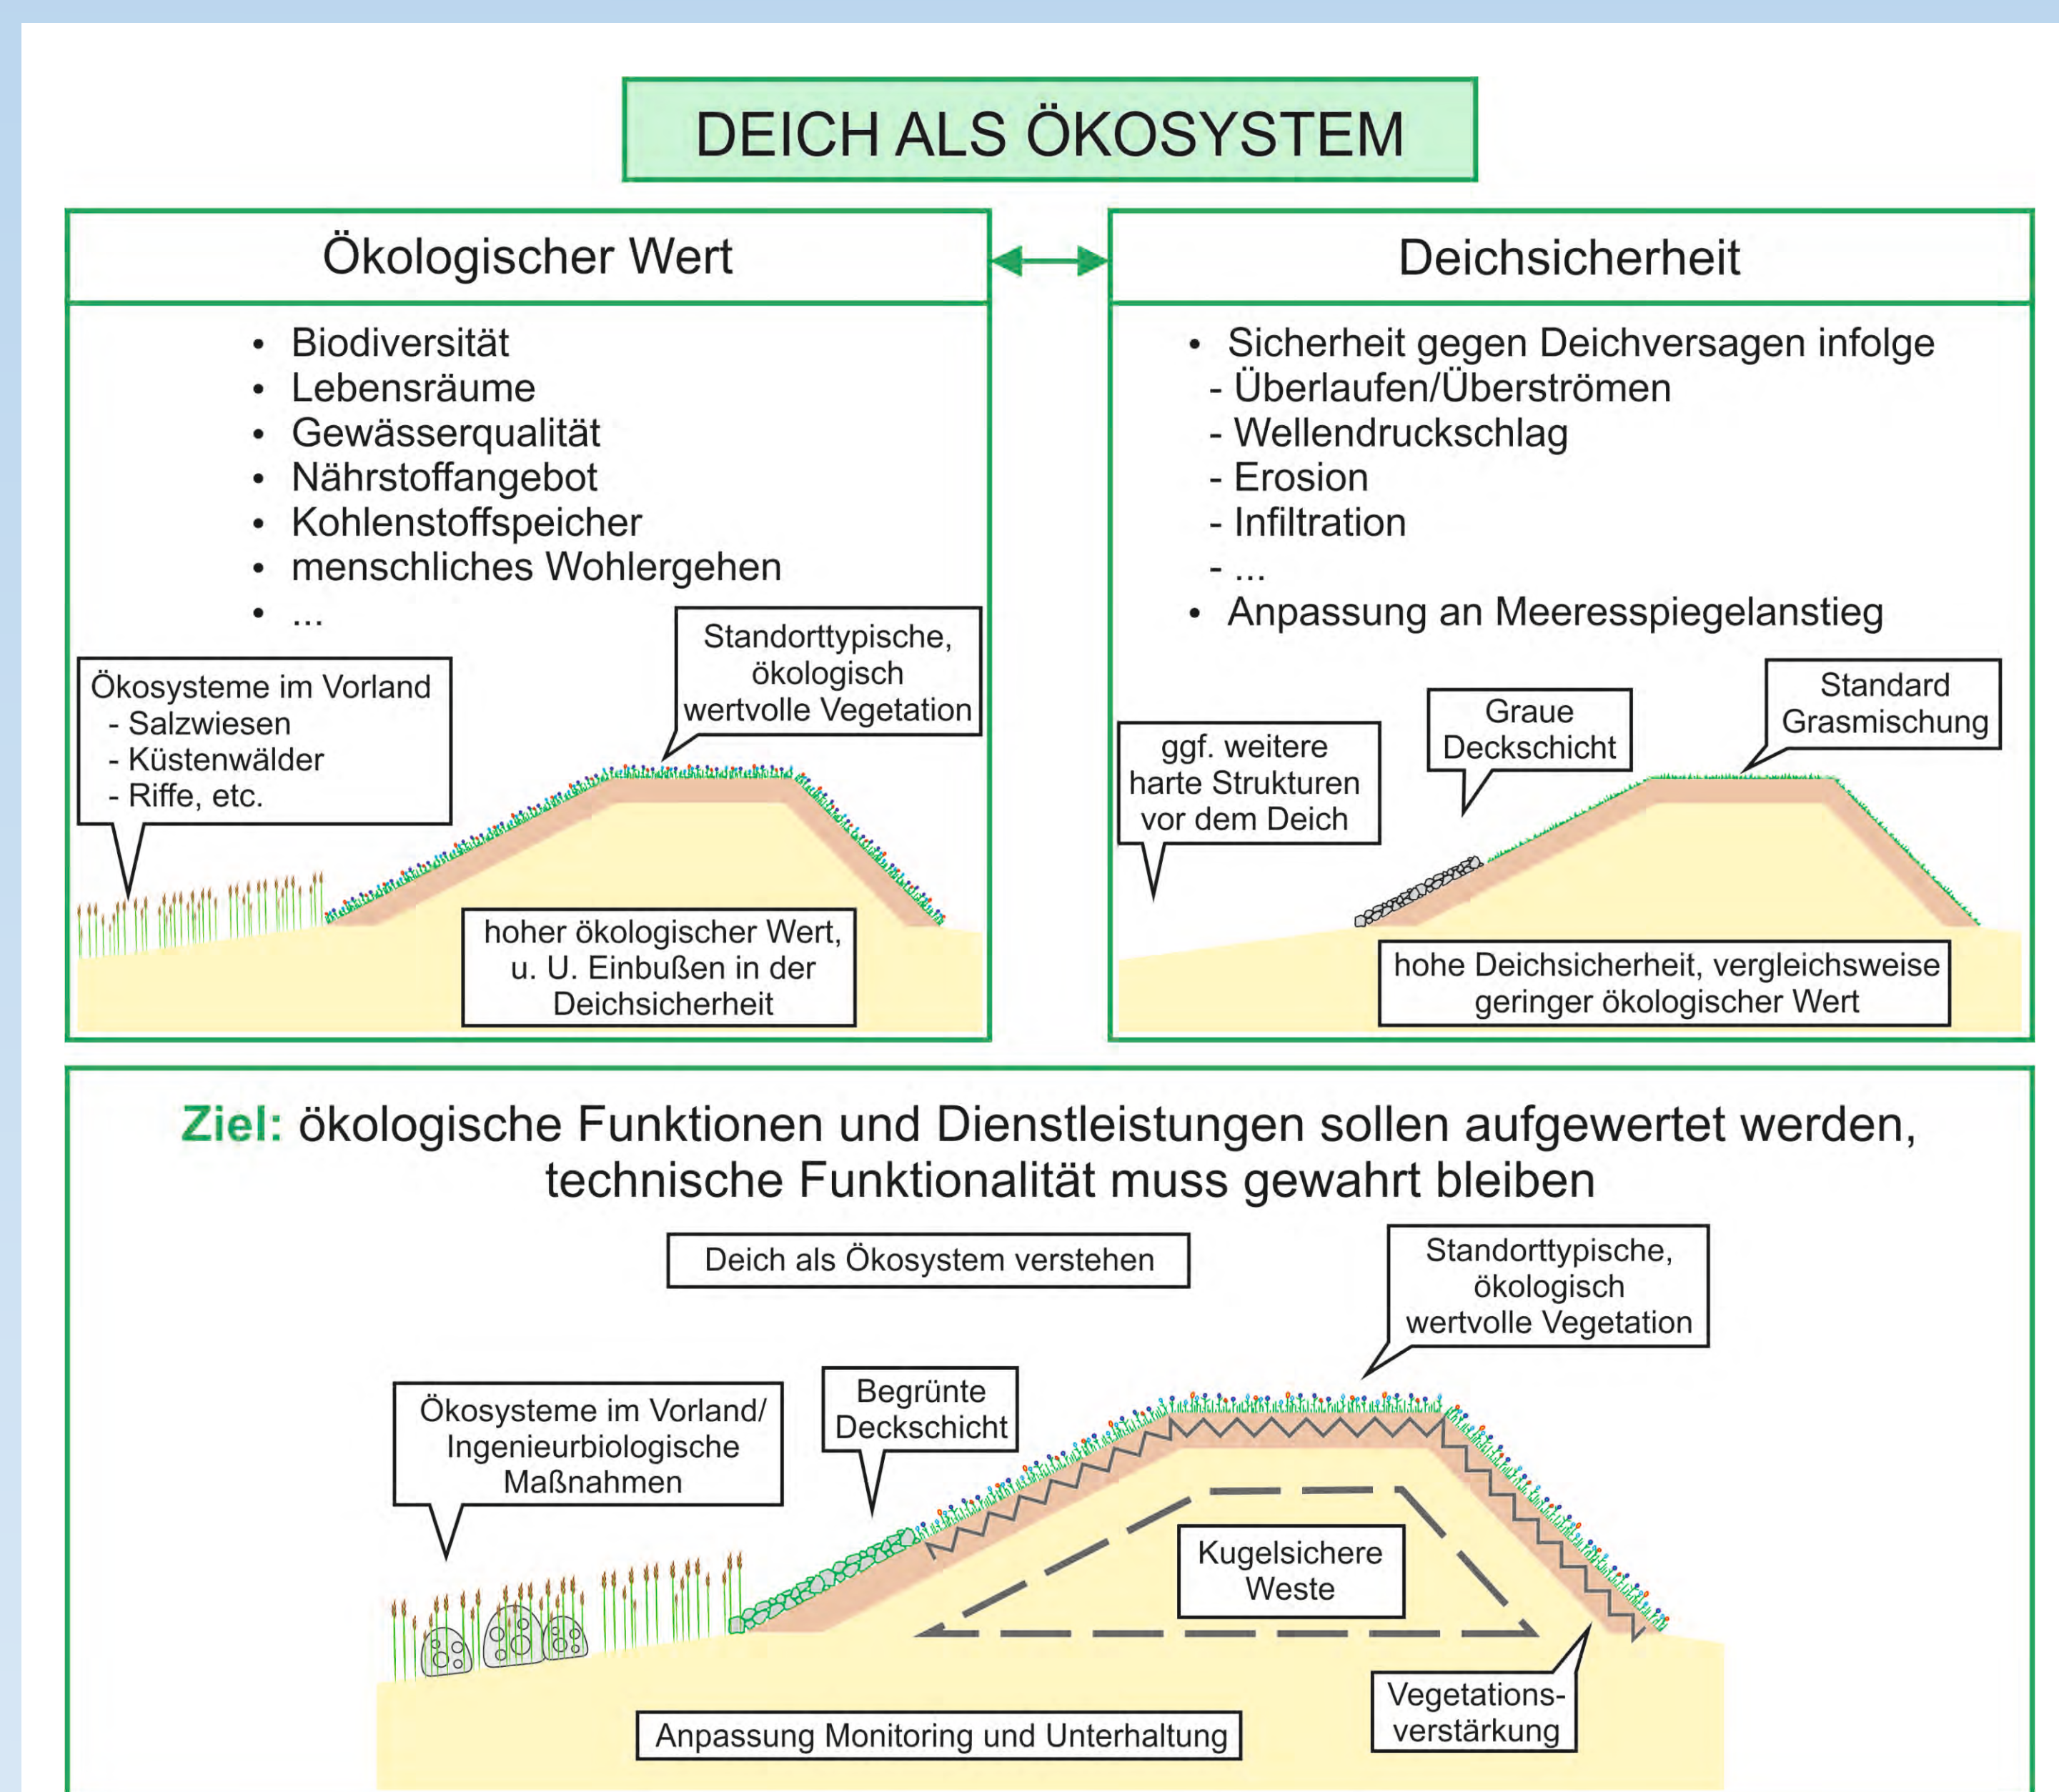 DEICH ALS ÖKOSYSTEM
Ökologischer Wert
• Biodiversität
• Lebensräume
• Gewässerqualität
• Nährstoffangebot
• Kohlenstoffspeicher
• menschliches Wohlergehen
• ...
Standorttypische,
ökologisch
wertvolle Vegetation
Ökosysteme im Vorland
- Salzwiesen
- Küstenwälder
- Riffe, etc.
hoher ökologischer Wert,
u. U. Einbußen in der
Deichsicherheit
Deichsicherheit
• Sicherheit gegen Deichversagen infolge
- Überlaufen/Überströmen
- Wellendruckschlag
- Erosion
- Infiltration
- ...
• Anpassung an Meeresspiegelanstieg
ggf. weitere
harte Strukturen
vor dem Deich
Graue
Deckschicht
Standard
Grasmischung
hohe Deichsicherheit, vergleichsweise
geringer ökologischer Wert
Ziel: ökologische Funktionen und Dienstleistungen sollen aufgewertet werden,
technische Funktionalität muss gewahrt bleiben
Deich als Ökosystem verstehen
Standorttypische,
ökologisch
wertvolle Vegetation
Begrünte
Deckschicht
Ökosysteme im Vorland/
Ingenieurbiologische
Maßnahmen
Kugelsichere
Weste
Vegetations-
verstärkung
Anpassung Monitoring und Unterhaltung